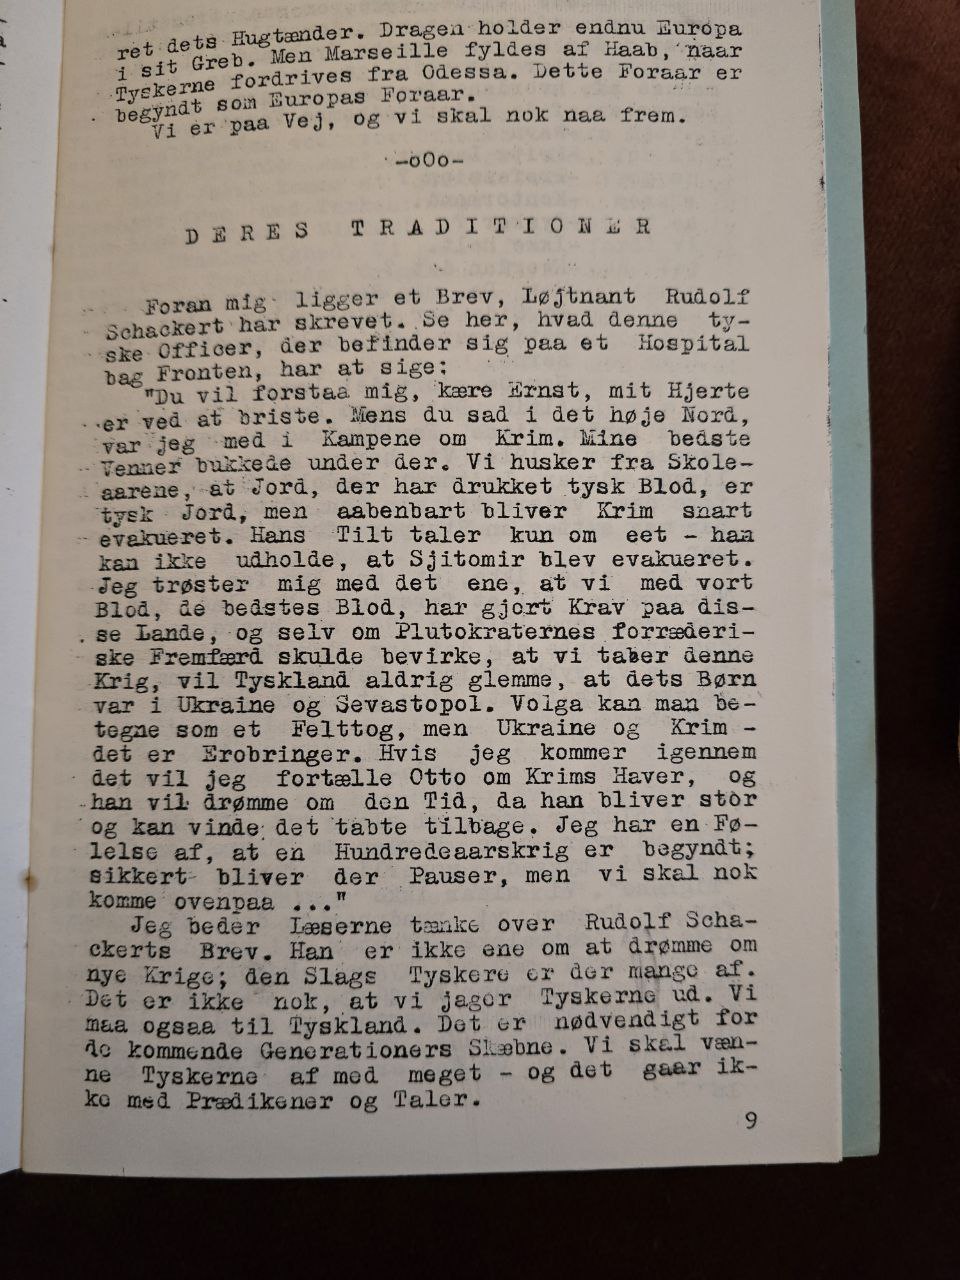 ret dets Hugtænder. Dragen holder endnu Europa
i sit Greb. Men Marseille fyldes af Haab, naar
Tyskerne fordrives fra Odessa. Dette Foraar er
begyndt som Europas Foraar.
Vi er paa Vej, og vi skal nok naa frem.
-oOo-
DERES TRADITIONER
Foran mig ligger et Brev, Løjtnant Rudolf
Schackert har skrevet. Se her, hvad denne ty-
ske Officer, der befinder sig paa et Hospital
bag Fronten, har at sige:
"Du vil forstaa mig, kære Ernst, mit Hjerte
er ved at briste. Mens du sad i det høje Nord,
var jeg med i Kampene om Krim. Mine bedste
Venner bukkede under der. Vi husker fra Skole-
aarene, at Jord, der har drukket tysk Blod, er
tysk Jord, men aabenbart bliver Krim snart
evakueret. Hans Tilt taler kun om eet - han
kan ikke udholde, at Sjitomir blev evakueret.
Jeg trøster mig med det ene, at vi med vort
Blod, de bedstes Blod, har gjort Krav paa dis-
se Lande, og selv om Plutokraternes forræderi-
ske Fremfærd skulde bevirke, at vi taber denne
Krig, vil Tyskland aldrig glemme, at dets Børn
var i Ukraine og Sevastopol. Volga kan man be-
tegne som et Felttog, men Ukraine og Krim -
det er Erobringer. Hvis jeg kommer igennem
det vil jeg fortælle Otto om Krims Haver, og
han vil drømme om den Tid, da han bliver stor
og kan vinde det tabte tilbage. Jeg har en Fø-
lelse af, at en Hundredeaarskrig er begyndt;
sikkert bliver der Pauser, men vi skal nok
komme ovenpaa ..."
Jeg beder Læserne tænke over Rudolf Scha-
ckerts Brev. Han er ikke ene om at drømme om
nye Krige; den Slags Tyskere er der mange af.
Det er ikke nok, at vi jager Tyskerne ud. Vi
maa ogsaa til Tyskland. Det er nødvendigt for
de kommende Generationers Skæbne. Vi skal væn-
ne Tyskerne af med meget - og det gaar ik-
ke med Prædikener og Taler.
9